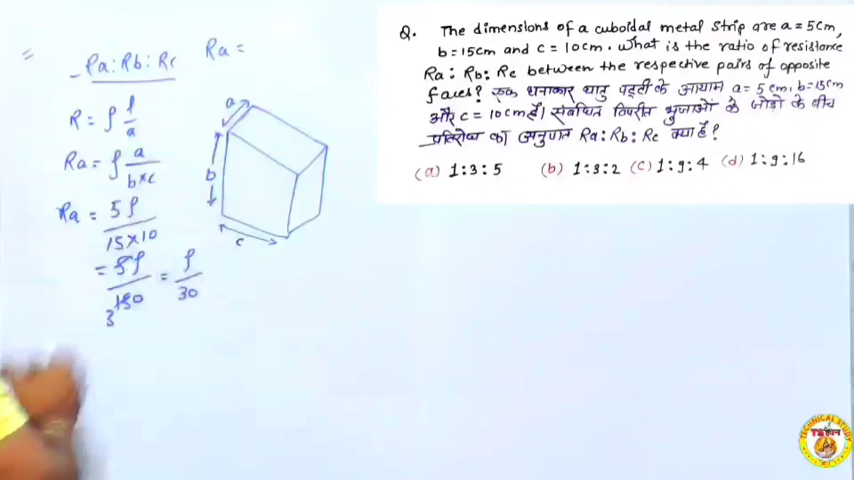 Q. The dimensions of a cuboidal metal strip are a = 5cm,
b = 15cm and c = 10cm. What is the ratio of resistance
Ra : Rb : Rc between the respective pairs of opposite
faces? एक घनाकार धातु पट्टी के आयाम a = 5cm, b = 15cm
और c = 10cm हैं। संबंधित विपरीत भुजाओं के जोड़ों के बीच
प्रतिरोध का अनुपात Ra : Rb : Rc क्या है?
(a) 1:3:5 (b) 1:3:2 (c) 1:9:4 (d) 1:9:16
=
Ra : Rb : Rc Ra =
R = ρ l/a
Ra = ρ a/b×c
Ra = 5ρ/15×10
= 5ρ/150 = ρ/30
3
a
b
c
TECHNICAL STUDY